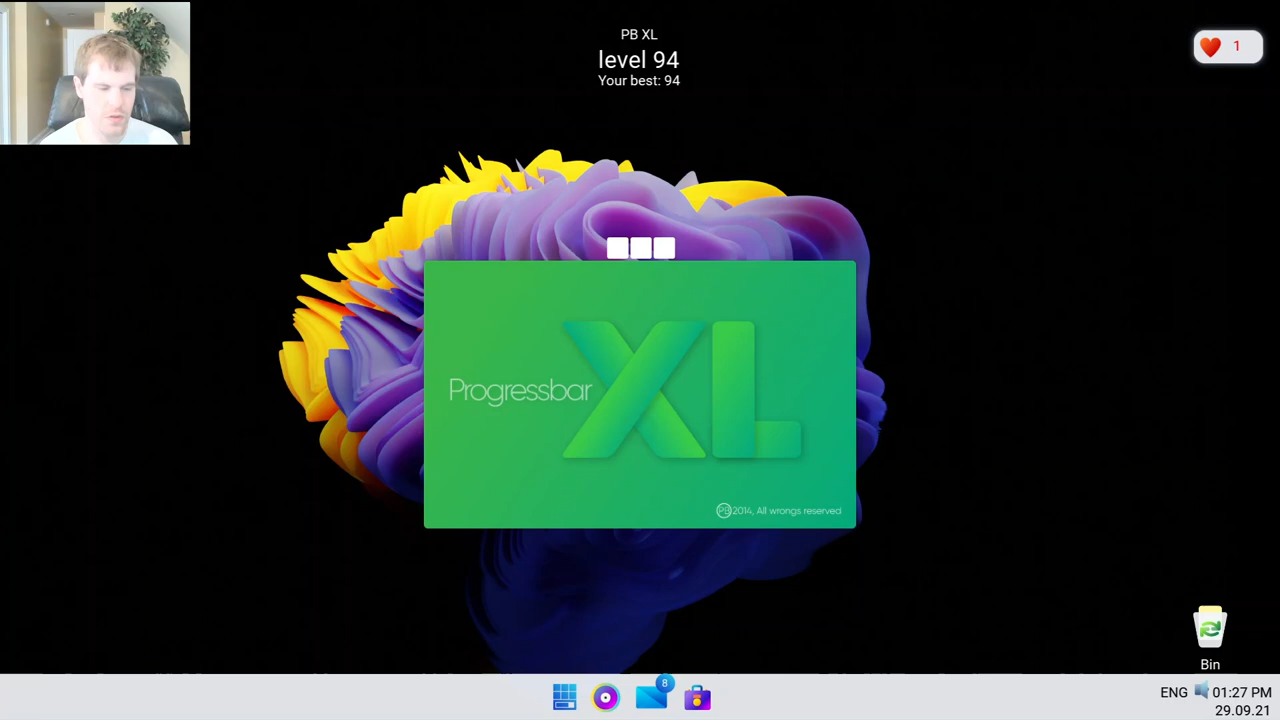 PB XL
level 94
Your best: 94
1
Progressbar XL
PB 2014, All wrongs reserved
Bin
8
ENG 01:27 PM
29.09.21